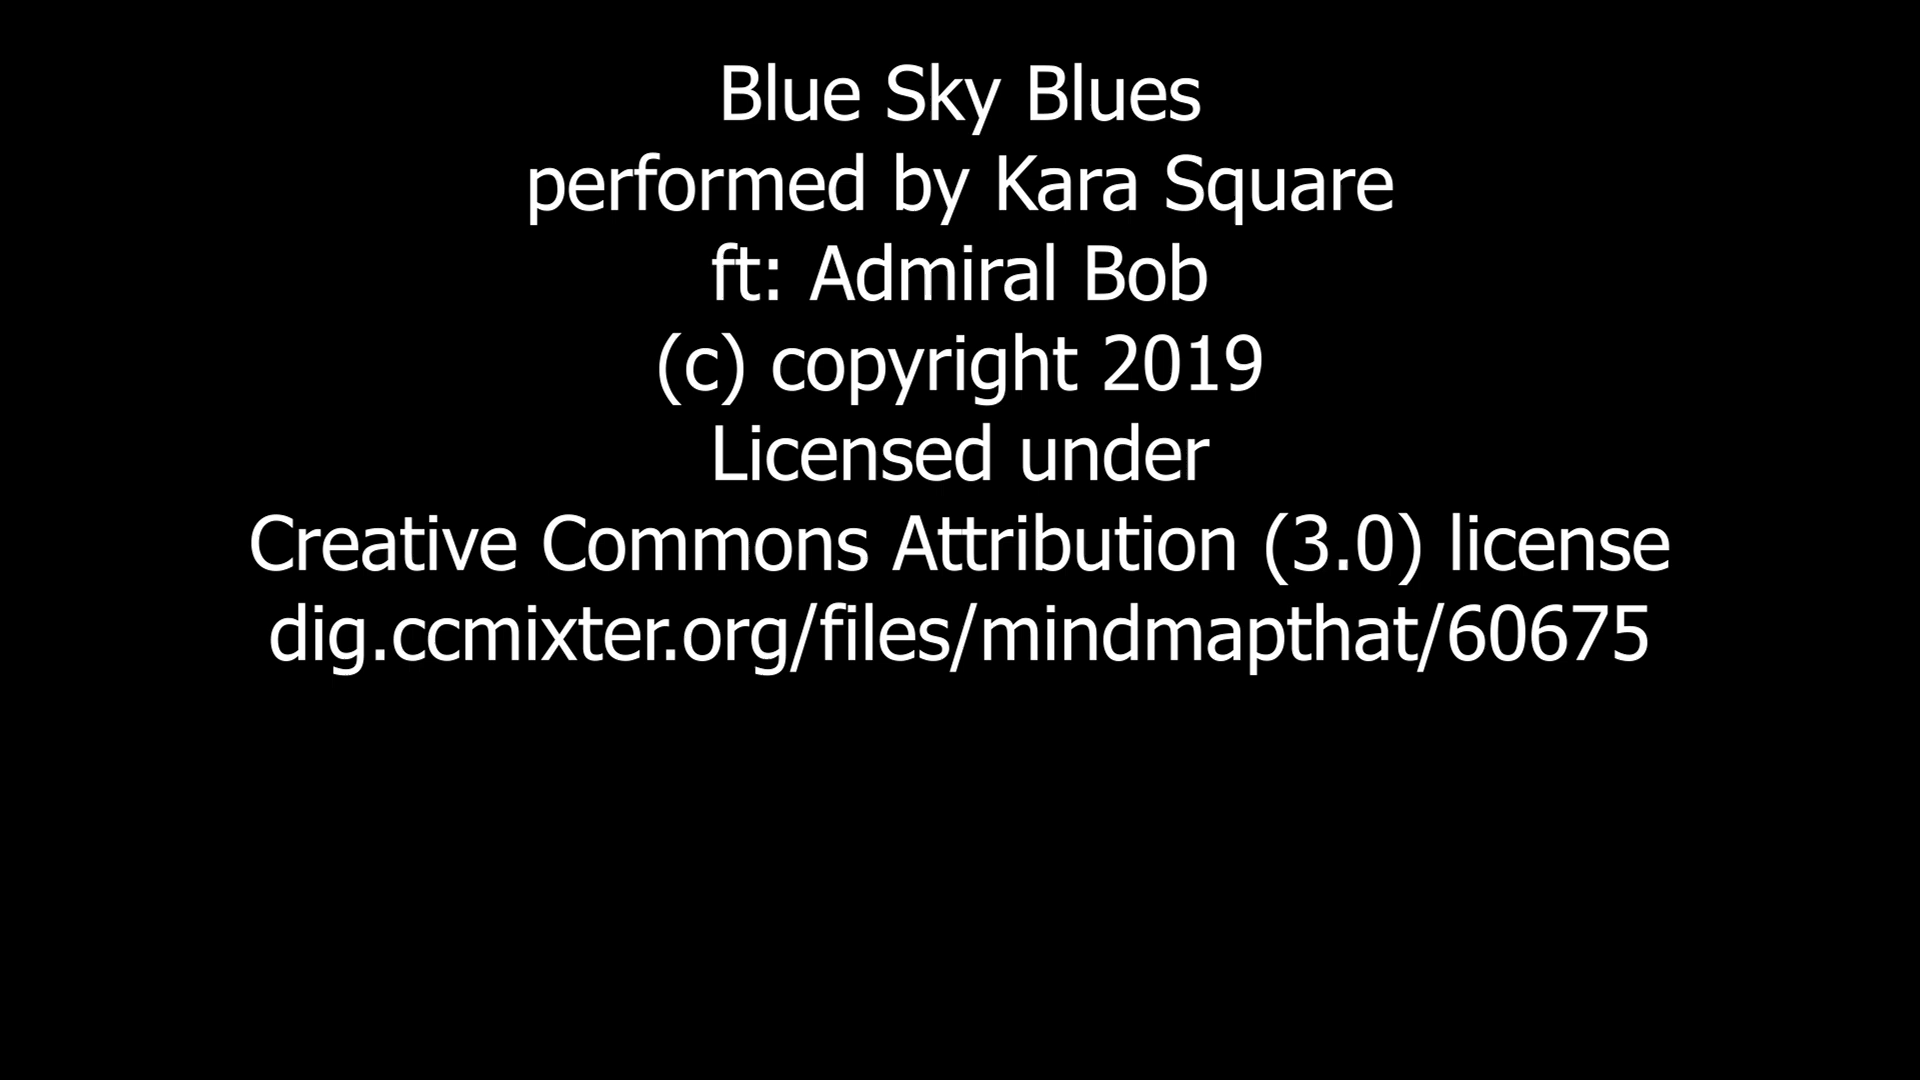 Blue Sky Blues
performed by Kara Square
ft: Admiral Bob
(c) copyright 2019
Licensed under
Creative Commons Attribution (3.0) license
dig.ccmixter.org/files/mindmapthat/60675